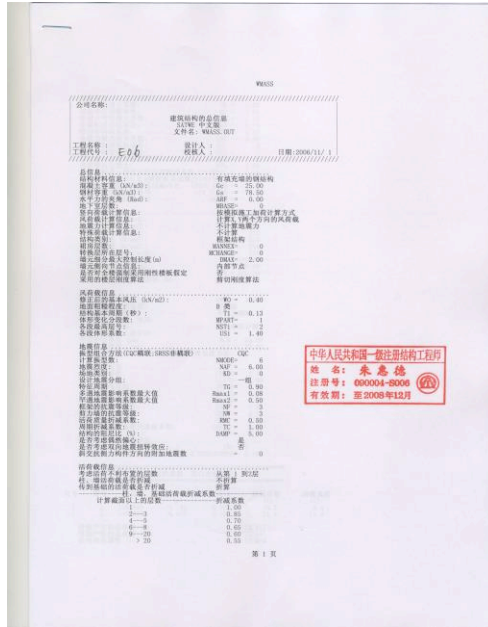 WMASS
////////////////////////////////////////////////
公司名称:
建筑结构的总信息
SATWE 中文版
文件名: WMASS.OUT
工程名称 : 设计人 :
工程代号 : E06 校核人 : 日期:2006/11/ 1
////////////////////////////////////////////////
总信息
结构材料信息: 有填充墙的钢结构
混凝土容重 (kN/m3): Gc = 25.00
钢材容重 (kN/m3): Gs = 78.50
水平力的夹角 (Rad): ARF = 0.00
地下室层数: MBASE= 0
竖向荷载计算信息: 按模拟施工加荷计算方式
风荷载计算信息: 计算X,Y两个方向的风荷载
地震力计算信息: 不计算地震力
特殊荷载计算信息: 不计算
结构类别: 框架结构
裙房层数: MANNEX= 0
转换层所在层号: MCHANGE= 0
墙元细分最大控制长度(m) DMAX= 2.00
墙元侧向节点信息: 内部节点
是否对全楼强制采用刚性楼板假定 否
采用的楼层刚度算法 剪切刚度算法
风荷载信息
修正后的基本风压 (kN/m2): WO = 0.40
地面粗糙程度: B 类
结构基本周期 (秒): T1 = 0.13
体形变化分段数: MPART= 1
各段最高层号: NSTi = 2
各段体形系数: USi = 1.40
地震信息
振型组合方法(CQC耦联;SRSS非耦联) CQC
计算振型数: NMODE= 6
地震烈度: NAF = 6.00
场地类别: KD = 0
设计地震分组: 一组
特征周期 TG = 0.90
多遇地震影响系数最大值 Rmax1 = 0.08
罕遇地震影响系数最大值 Rmax2 = 0.50
框架的抗震等级: NF = 3
剪力墙的抗震等级: NW = 3
活荷质量折减系数: RMC = 0.50
周期折减系数: TC = 1.00
结构的阻尼比 (%): DAMP = 5.00
是否考虑偶然偏心: 是
是否考虑双向地震扭转效应: 否
斜交抗侧力构件方向的附加地震数 = 0
活荷载信息
考虑活荷不利布置的层数 从第 1 到2层
柱、墙活荷载是否折减 不折算
传到基础的活荷载是否折减 折算
柱,墙,基础活荷载折减系数
计算截面以上的层数 折减系数
1 1.00
2---3 0.85
4---5 0.70
6---8 0.65
9---20 0.60
> 20 0.55
第 1 页
中华人民共和国一级注册结构工程师
姓 名: 朱惠德
注册号: 090004-S006
有效期: 至2008年12月